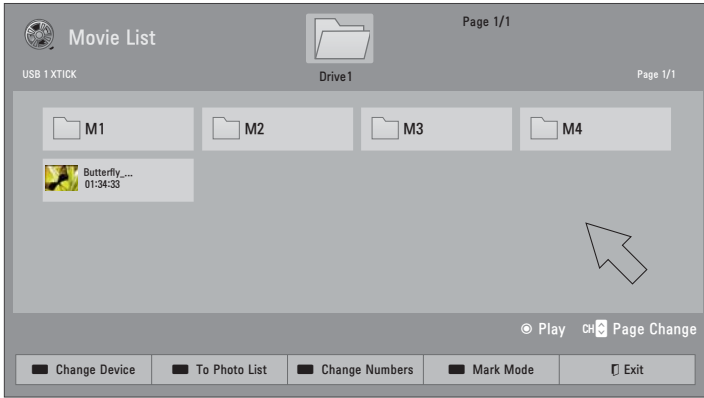 Movie List
Page 1/1
USB 1 XTICK
Drive1
Page 1/1
M1
M2
M3
M4
Butterfly_...
01:34:33
Play
CH Page Change
Change Device
To Photo List
Change Numbers
Mark Mode
Exit